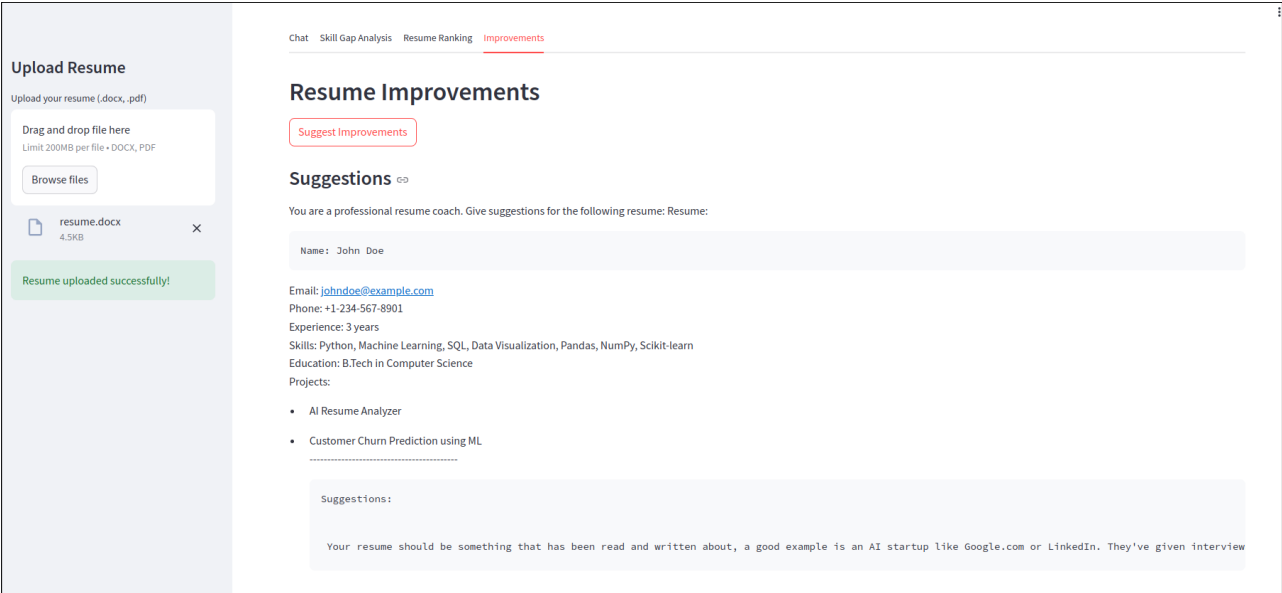 Upload Resume
Upload your resume (.docx, .pdf)
Drag and drop file here
Limit 200MB per file • DOCX, PDF
Browse files
resume.docx
4.5KB
Resume uploaded successfully!
Chat Skill Gap Analysis Resume Ranking Improvements
Resume Improvements
Suggest Improvements
Suggestions
You are a professional resume coach. Give suggestions for the following resume: Resume:
Name: John Doe
Email: johndoe@example.com
Phone: +1-234-567-8901
Experience: 3 years
Skills: Python, Machine Learning, SQL, Data Visualization, Pandas, NumPy, Scikit-learn
Education: B.Tech in Computer Science
Projects:
• AI Resume Analyzer
• Customer Churn Prediction using ML
------------------------------------------
Suggestions:
Your resume should be something that has been read and written about, a good example is an AI startup like Google.com or LinkedIn. They've given interview